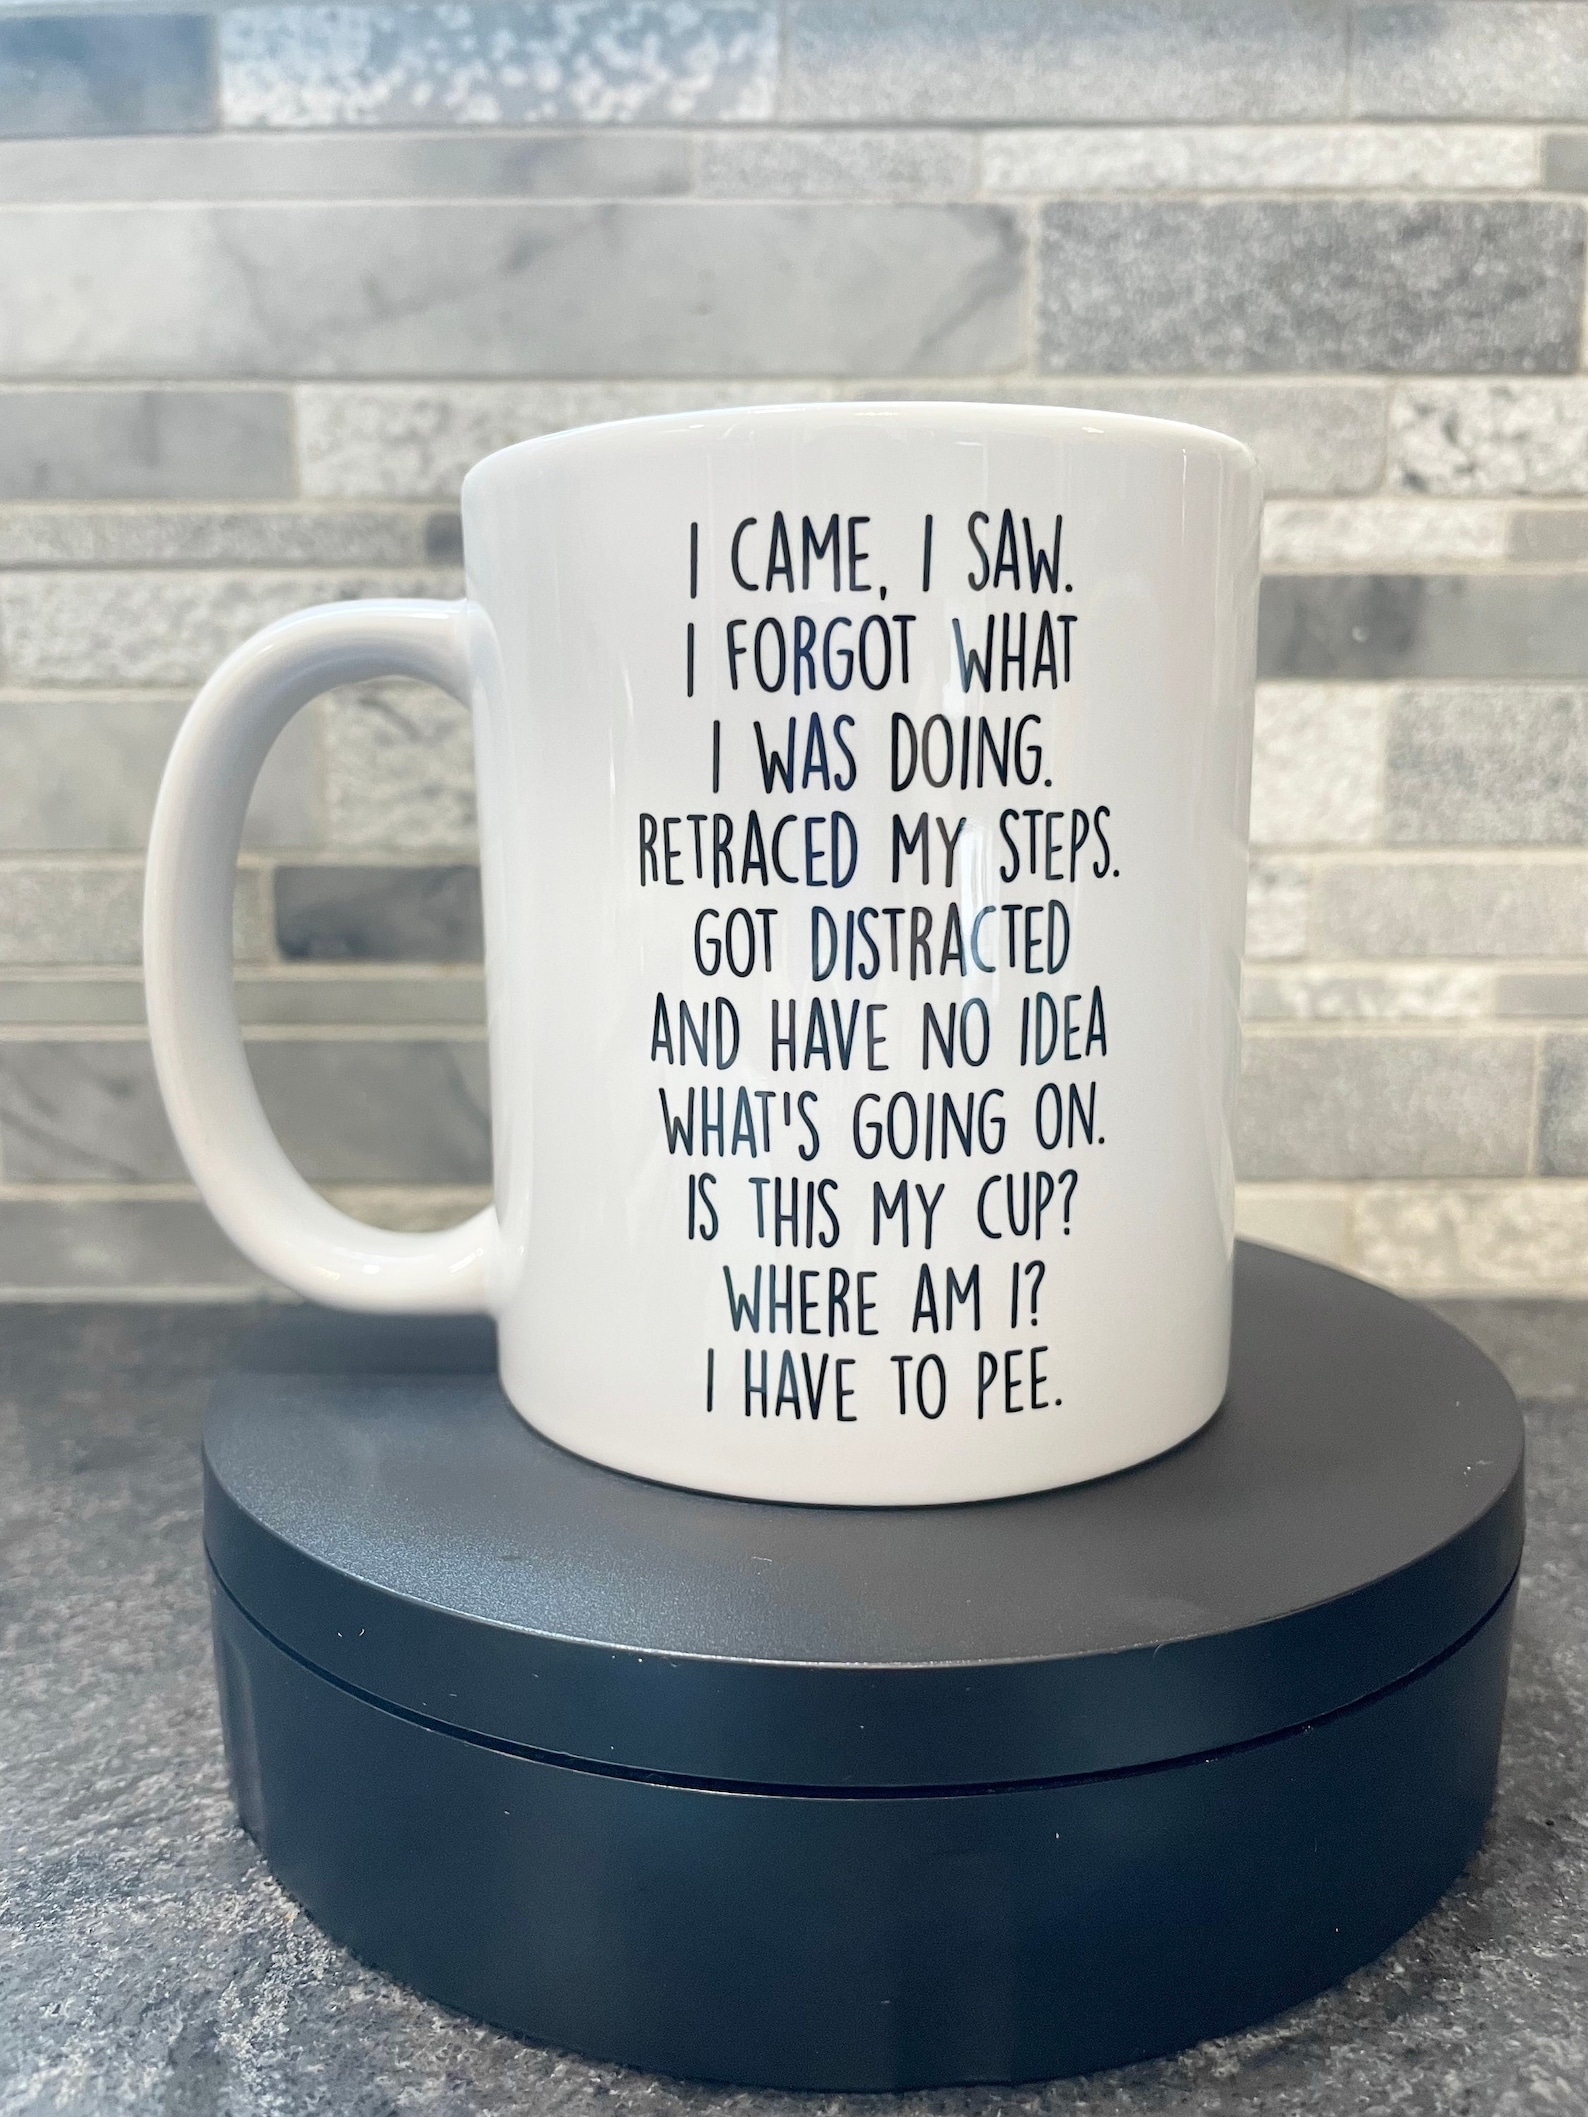 I CAME, I SAW.
I FORGOT WHAT
I WAS DOING.
RETRACED MY STEPS.
GOT DISTRACTED
AND HAVE NO IDEA
WHAT'S GOING ON.
IS THIS MY CUP?
WHERE AM I?
I HAVE TO PEE.